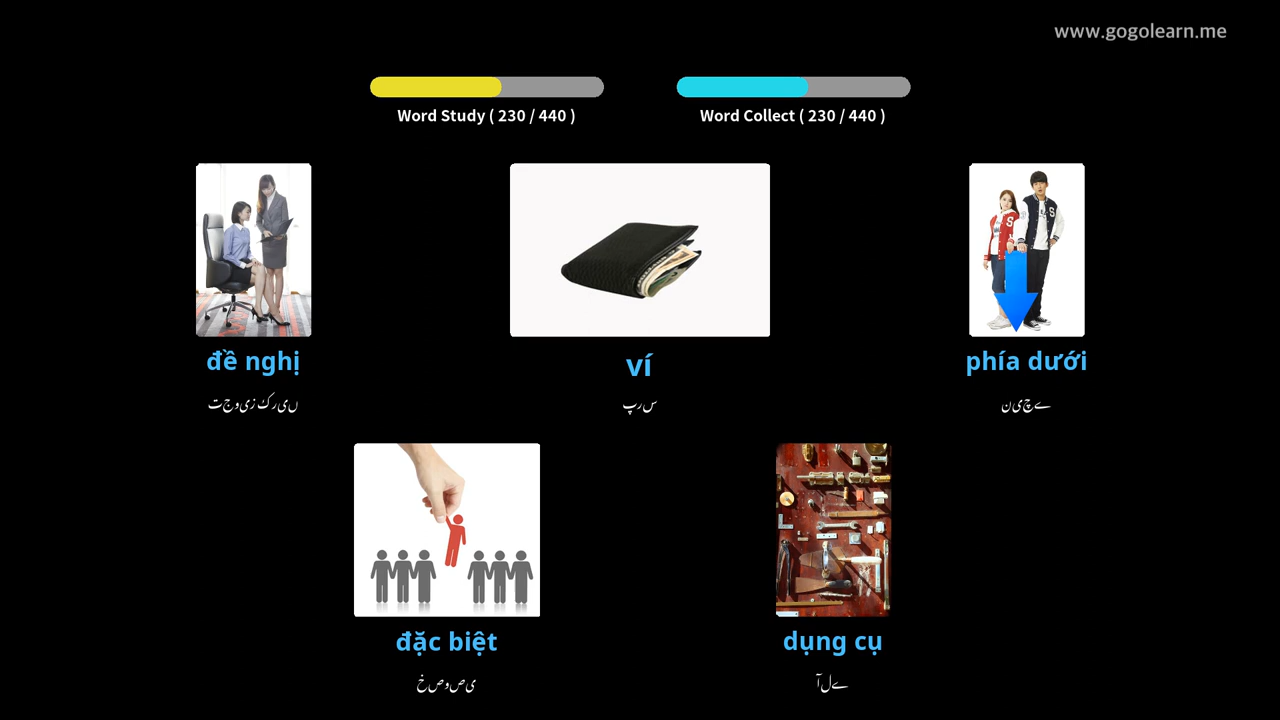 www.gogolearn.me
Word Study ( 230 / 440 )
Word Collect ( 230 / 440 )
đề nghị
تجویز کریں
ví
پرس
phía dưới
نیچے
đặc biệt
خصوصی
dụng cụ
آلے